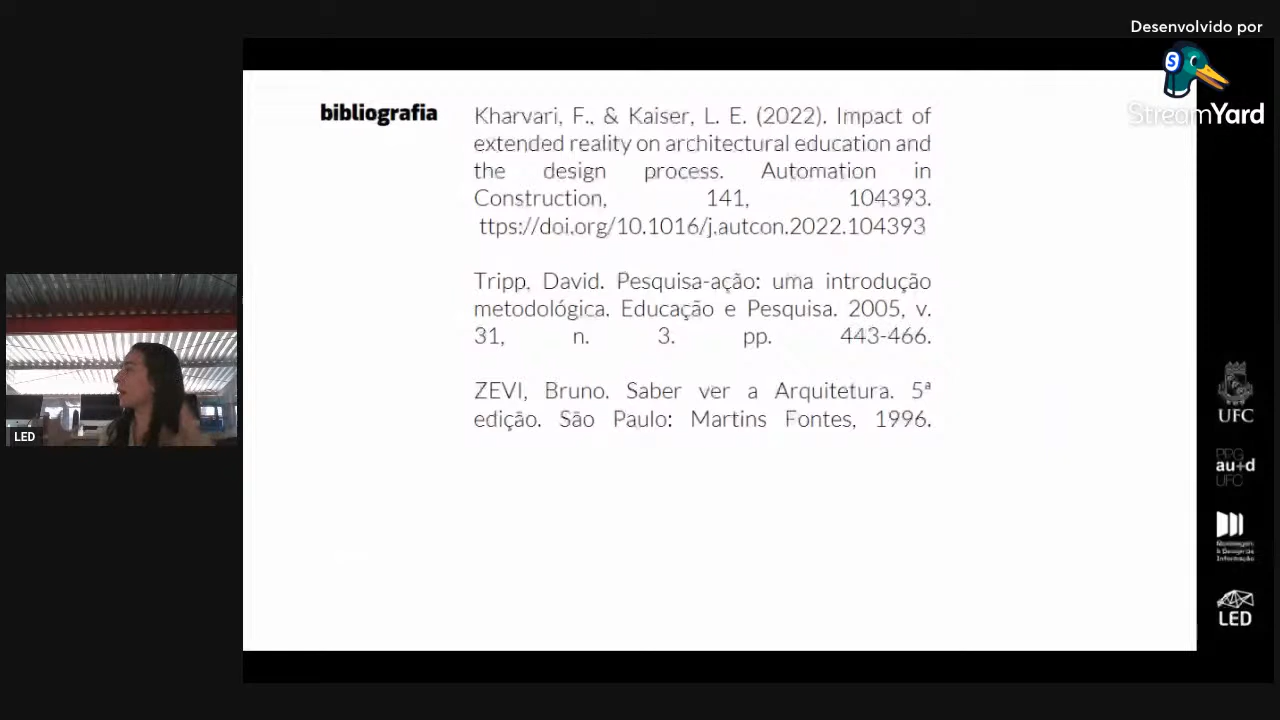 Desenvolvido por
StreamYard
bibliografia
Kharvari, F., & Kaiser, L. E. (2022). Impact of
extended reality on architectural education and
the design process. Automation in
Construction, 141, 104393.
ttps://doi.org/10.1016/j.autcon.2022.104393
Tripp, David. Pesquisa-ação: uma introdução
metodológica. Educação e Pesquisa. 2005, v.
31, n. 3. pp. 443-466.
ZEVI, Bruno. Saber ver a Arquitetura. 5ª
edição. São Paulo: Martins Fontes, 1996.
LED
UFC
PPG
au+d
UFC
LED